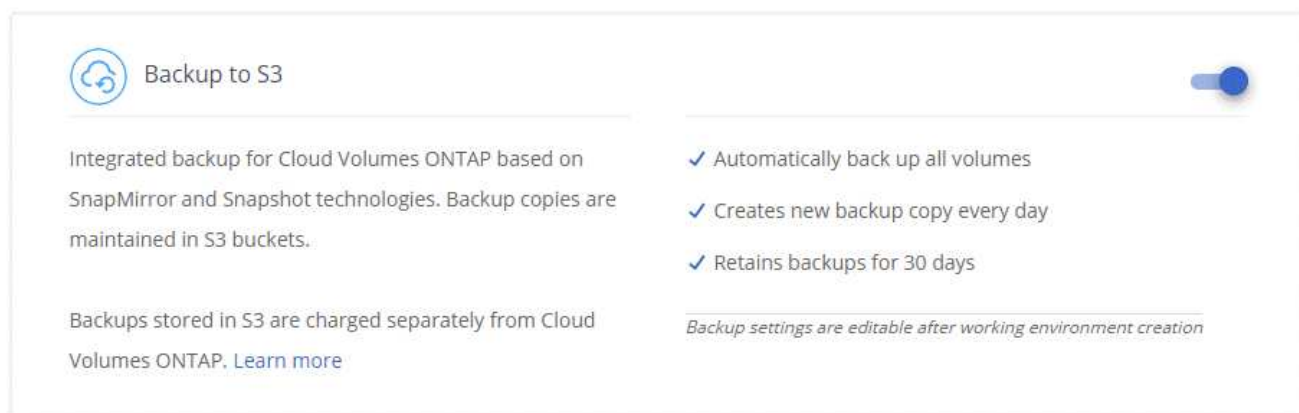 Backup to S3
Integrated backup for Cloud Volumes ONTAP based on
SnapMirror and Snapshot technologies. Backup copies are
maintained in S3 buckets.
Backups stored in S3 are charged separately from Cloud
Volumes ONTAP. Learn more
Automatically back up all volumes
Creates new backup copy every day
Retains backups for 30 days
Backup settings are editable after working environment creation